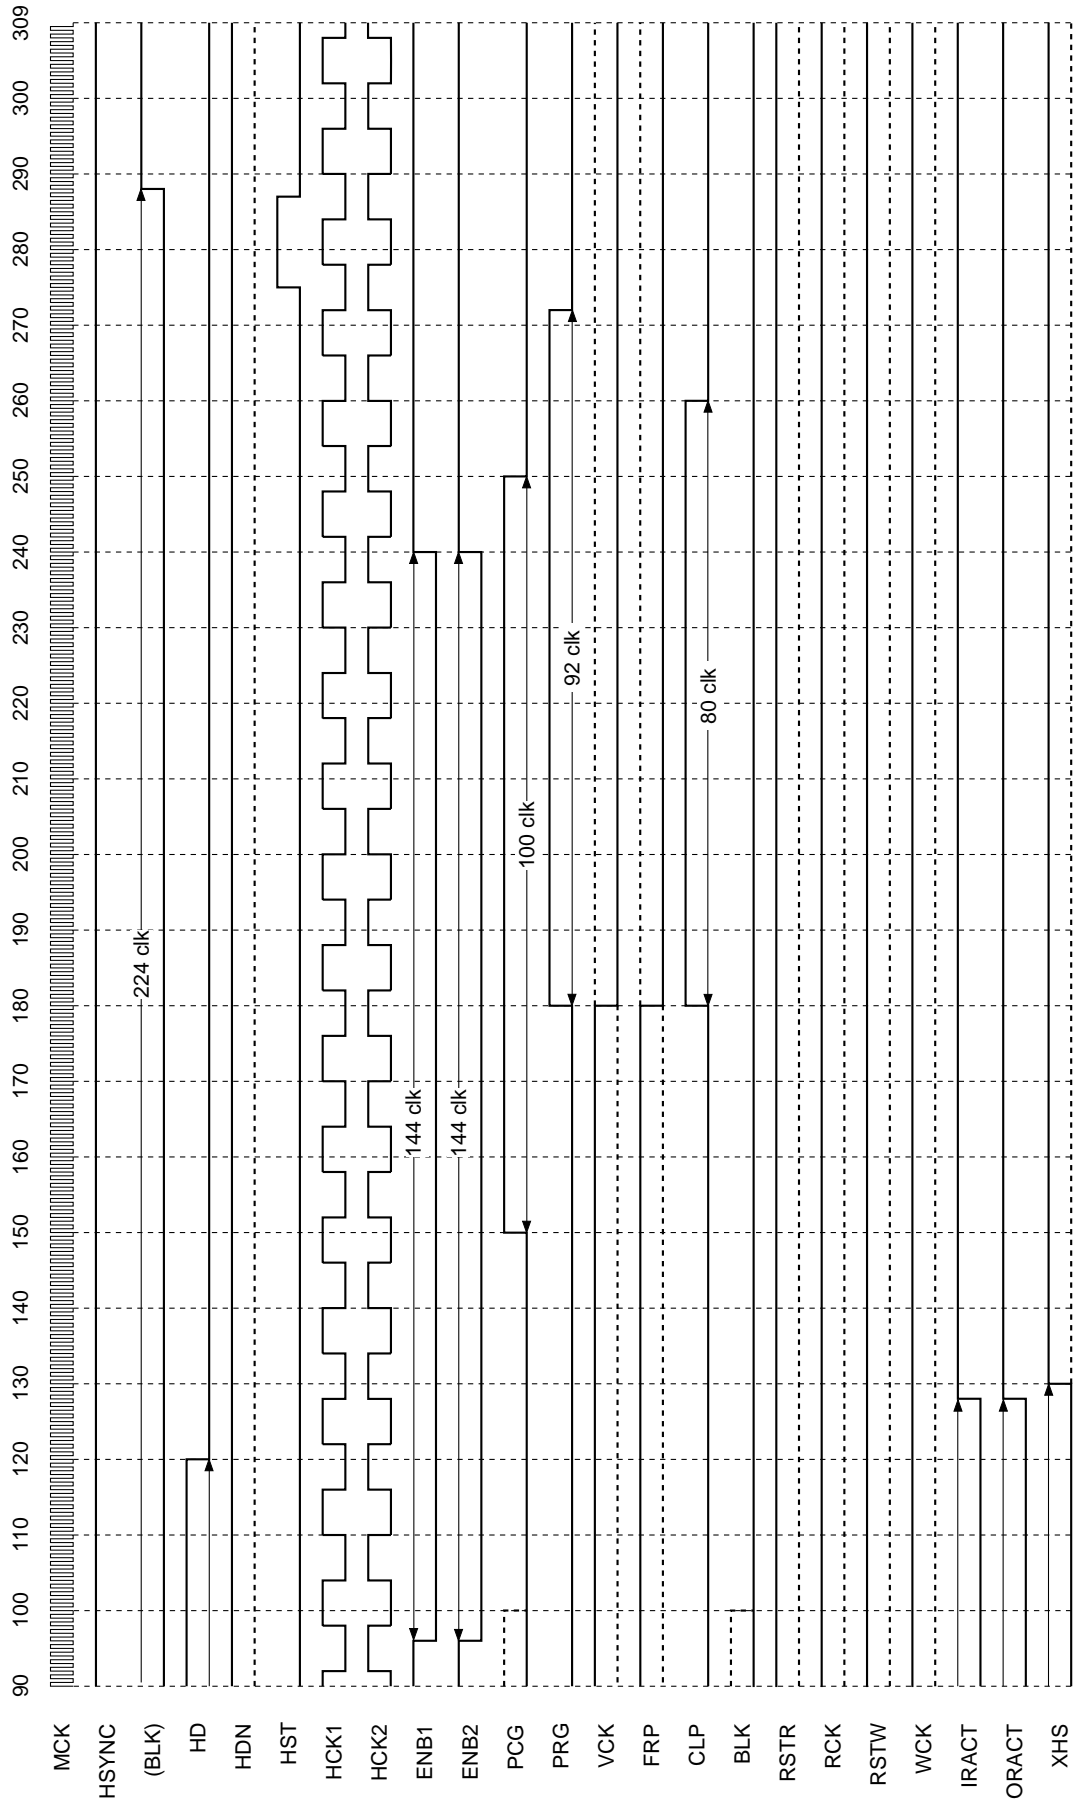 90 100 110 120 130 140 150 160 170 180 190 200 210 220 230 240 250 260 270 280 290 300 309
MCK
HSYNC
(BLK) 224 clk
HD
HDN
HST
HCK1
HCK2
ENB1 144 clk
ENB2 144 clk
PCG 100 clk
PRG 92 clk
VCK
FRP
CLP 80 clk
BLK
RSTR
RCK
RSTW
WCK
IRACT
ORACT
XHS